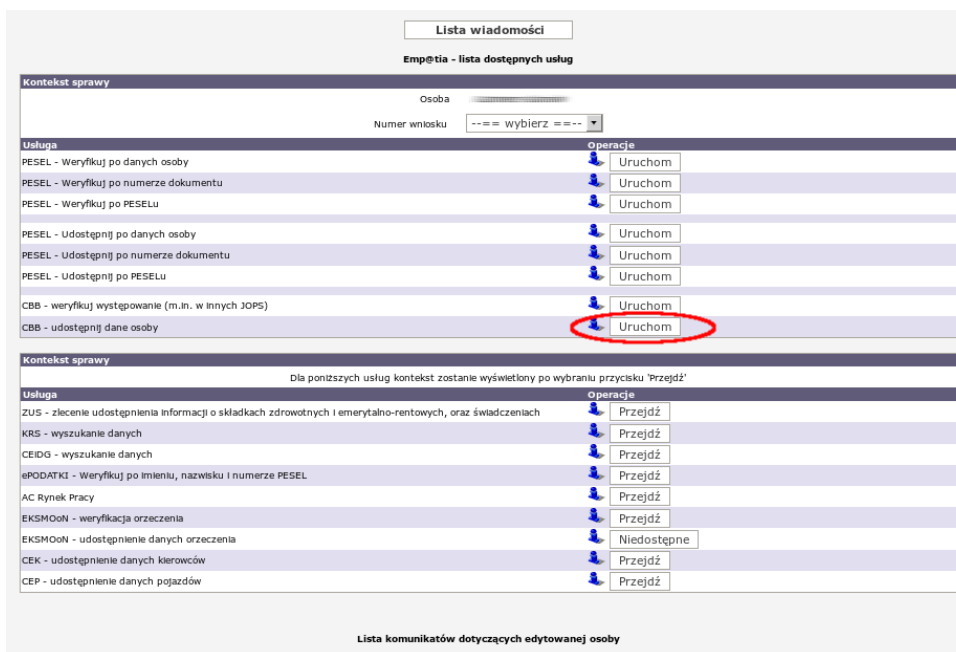 Lista wiadomości
Emp@tia - lista dostępnych usług
Kontekst sprawy
Osoba
Numer wniosku --== wybierz ==--
Usługa Operacje
PESEL - Weryfikuj po danych osoby Uruchom
PESEL - Weryfikuj po numerze dokumentu Uruchom
PESEL - Weryfikuj po PESELu Uruchom
PESEL - Udostępnij po danych osoby Uruchom
PESEL - Udostępnij po numerze dokumentu Uruchom
PESEL - Udostępnij po PESELu Uruchom
CBB - weryfikuj występowanie (m.in. w innych JOPS) Uruchom
CBB - udostępnij dane osoby Uruchom
Kontekst sprawy
Dla poniższych usług kontekst zostanie wyświetlony po wybraniu przycisku 'Przejdź'
Usługa Operacje
ZUS - zlecenie udostępnienia informacji o składkach zdrowotnych i emerytalno-rentowych, oraz świadczeniach Przejdź
KRS - wyszukanie danych Przejdź
CEIDG - wyszukanie danych Przejdź
ePODATKI - Weryfikuj po imieniu, nazwisku i numerze PESEL Przejdź
AC Rynek Pracy Przejdź
EKSMOoN - weryfikacja orzeczenia Przejdź
EKSMOoN - udostępnienie danych orzeczenia Niedostępne
CEK - udostępnienie danych kierowców Przejdź
CEP - udostępnienie danych pojazdów Przejdź
Lista komunikatów dotyczących edytowanej osoby